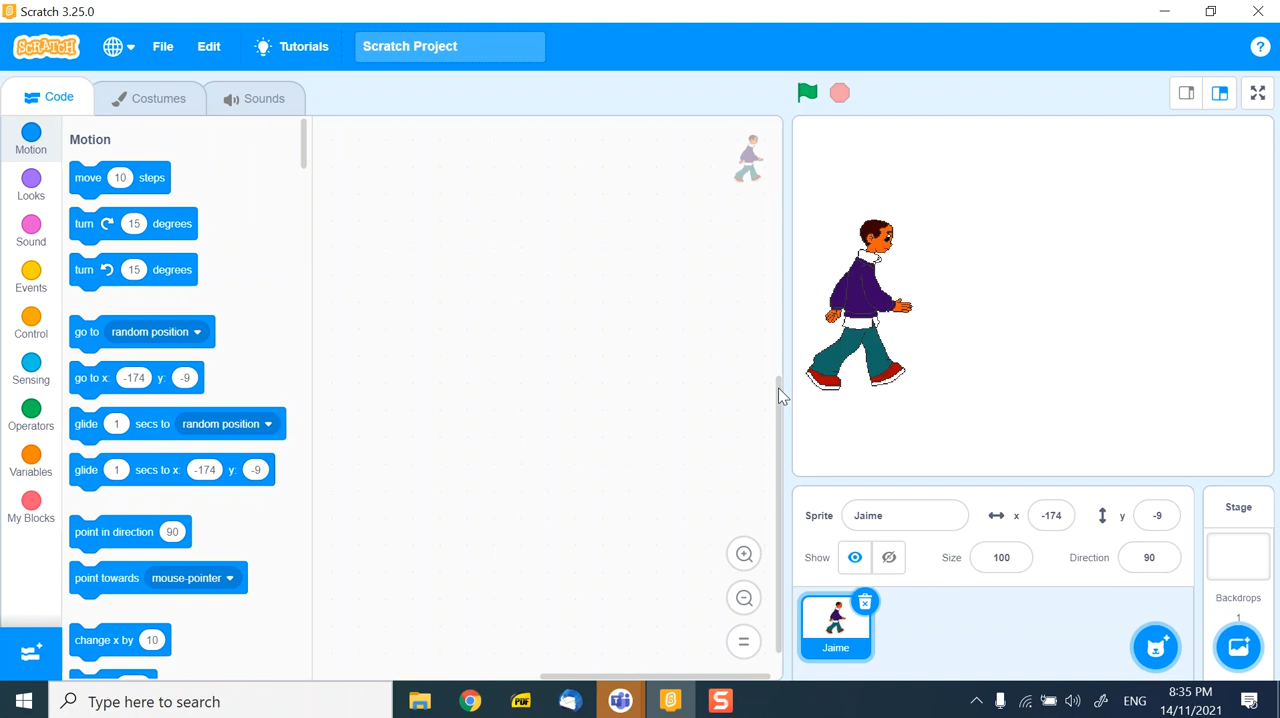 Scratch 3.25.0
SCRATCH
File
Edit
Tutorials
Scratch Project
?
Code
Costumes
Sounds
Motion
Looks
Sound
Events
Control
Sensing
Operators
Variables
My Blocks
Motion
move 10 steps
turn 15 degrees
turn 15 degrees
go to random position
go to x: -174 y: -9
glide 1 secs to random position
glide 1 secs to x: -174 y: -9
point in direction 90
point towards mouse-pointer
change x by 10
Sprite Jaime x -174 y -9
Show Size 100 Direction 90
Jaime
Stage
Backdrops
1
Type here to search
PDF
S
ENG
8:35 PM
14/11/2021